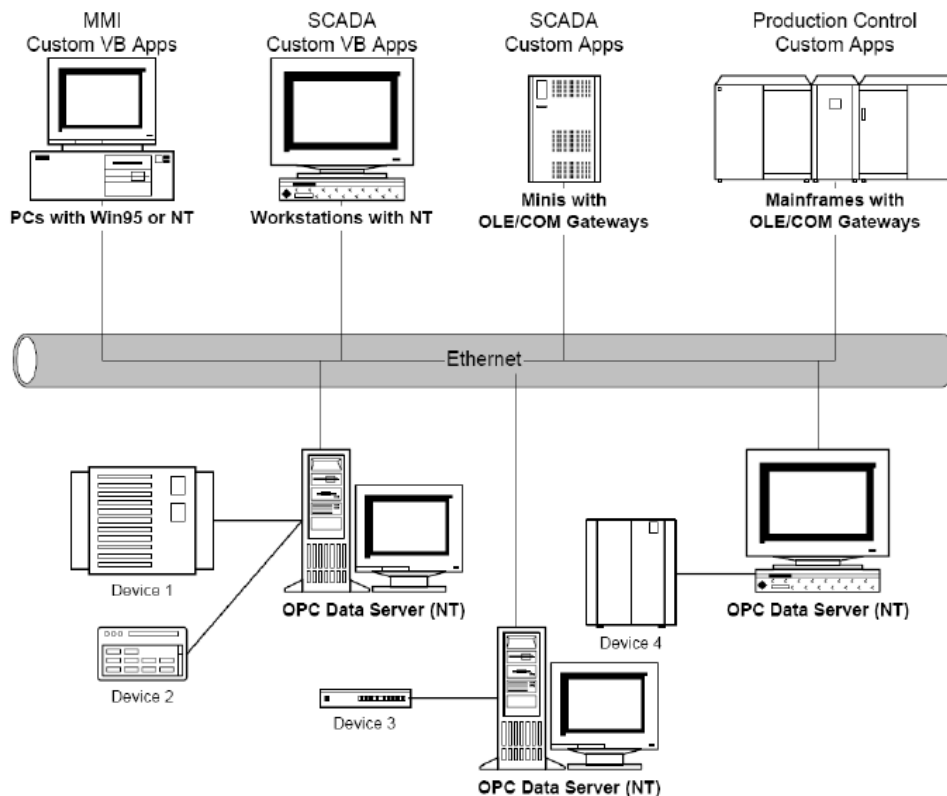 MMI
Custom VB Apps
SCADA
Custom VB Apps
SCADA
Custom Apps
Production Control
Custom Apps
PCs with Win95 or NT
Workstations with NT
Minis with
OLE/COM Gateways
Mainframes with
OLE/COM Gateways
Ethernet
Device 1
OPC Data Server (NT)
Device 2
Device 4
OPC Data Server (NT)
Device 3
OPC Data Server (NT)